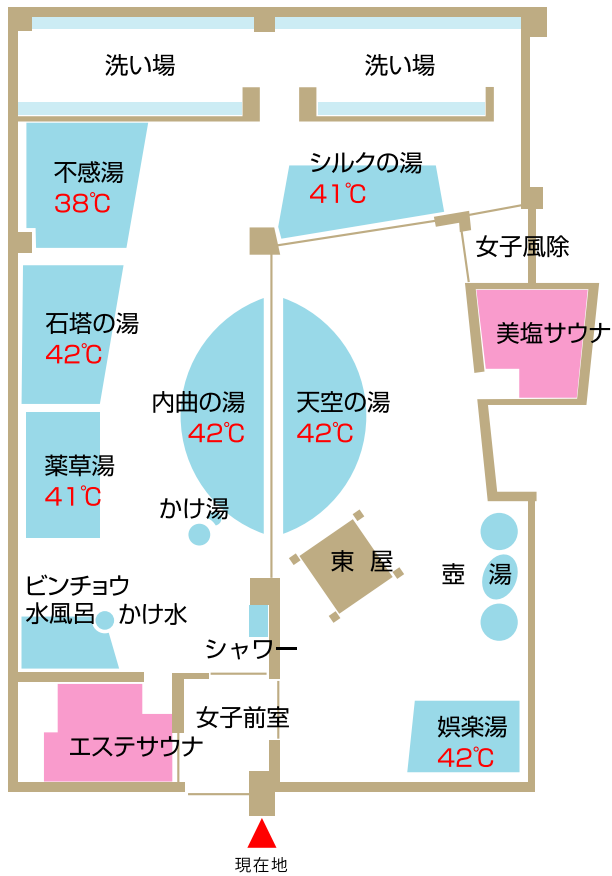 洗い場
洗い場
不感湯
38℃
シルクの湯
41℃
女子風除
石塔の湯
42℃
美塩サウナ
内曲の湯
42℃
天空の湯
42℃
薬草湯
41℃
かけ湯
東 屋
壺 湯
ビンチョウ
水風呂
かけ水
シャワー
女子前室
エステサウナ
娯楽湯
42℃
現在地